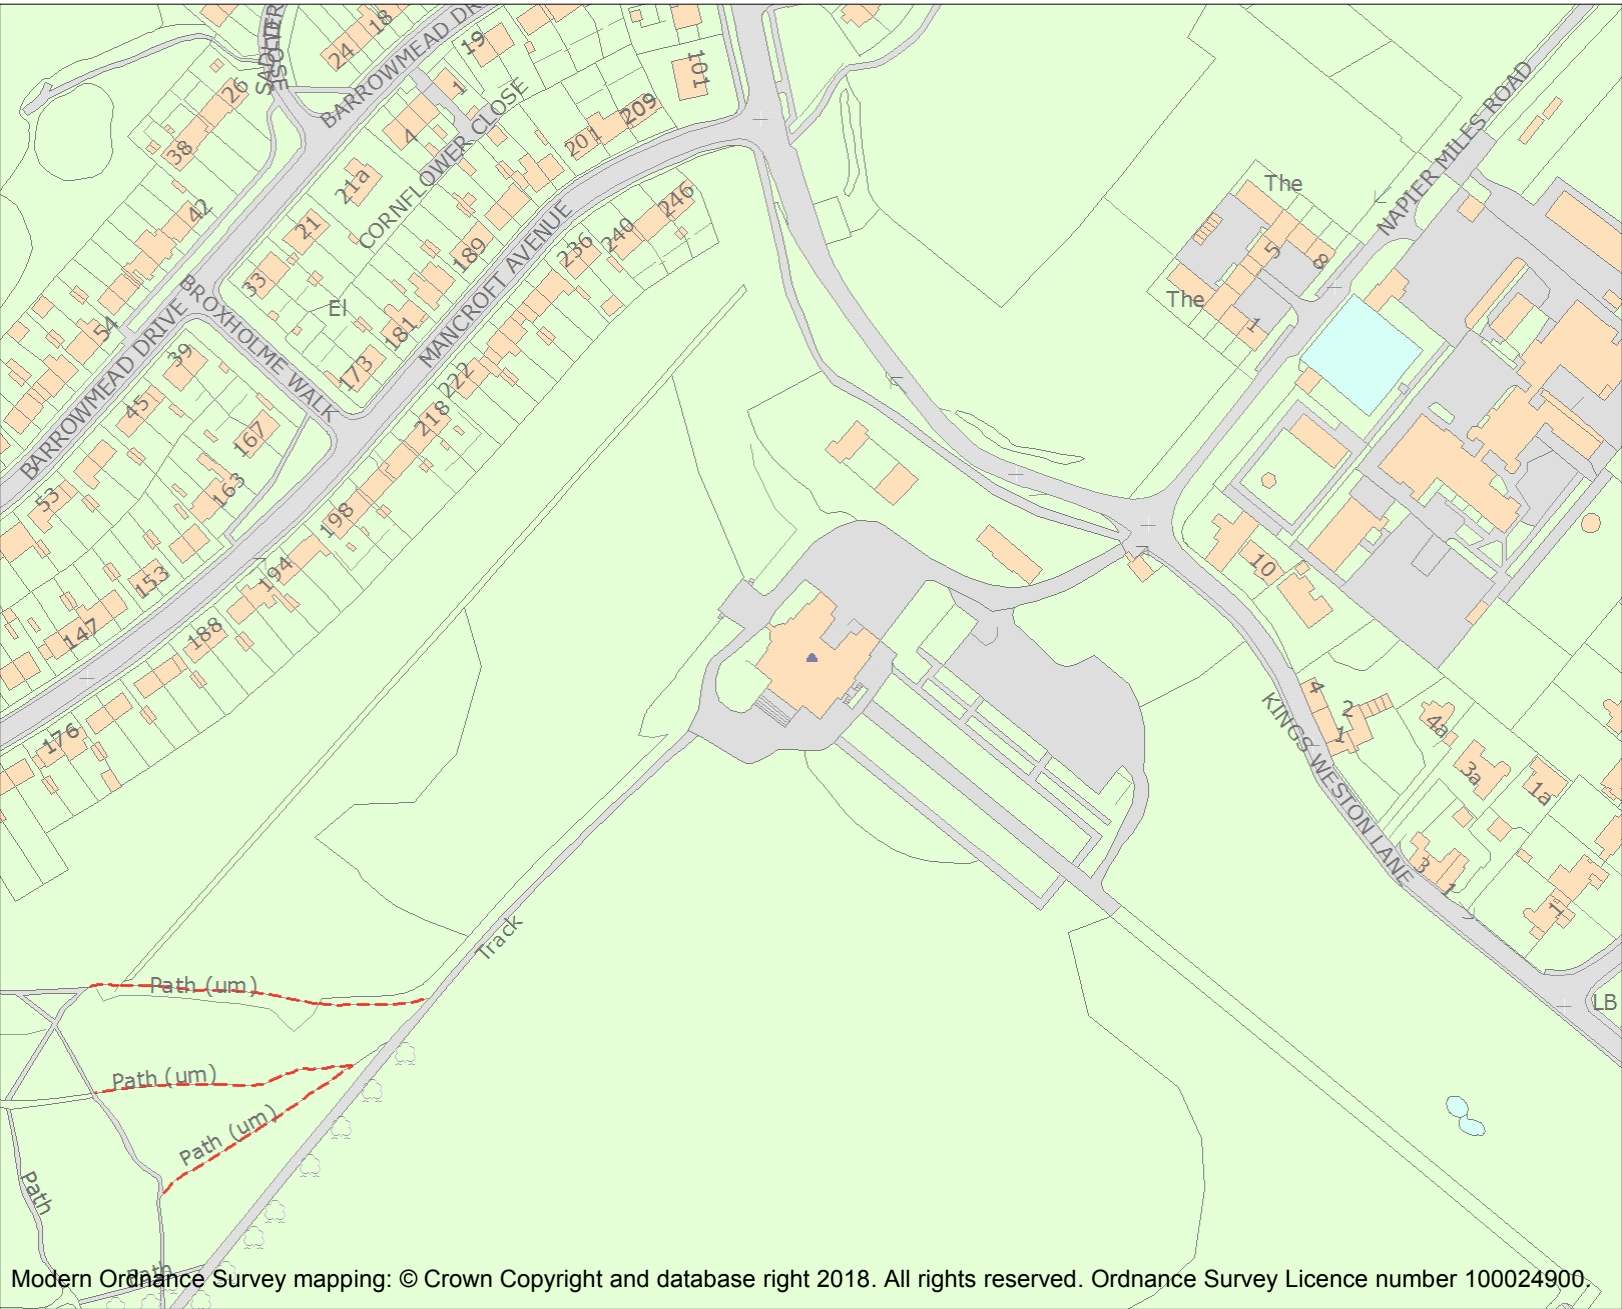 SADLIER
CLOSE
18
24
BARROWMEAD DR
19
101
26
1
CORNFLOWER CLOSE
4
201
209
38
21a
The
NAPIER MILES ROAD
42
21
246
240
236
189
5
8
33
BROXHOLME WALK
El
The
1
54
181
MANCROFT AVENUE
BARROWMEAD DRIVE
39
173
222
45
218
167
163
53
198
10
153
194
147
188
4
2
1
KINGS WESTON LANE
4a
3a
1a
176
3
1
1
Track
Path (um)
LB
Path (um)
Path (um)
Path
Path
Modern Ordnance Survey mapping: © Crown Copyright and database right 2018. All rights reserved. Ordnance Survey Licence number 100024900.